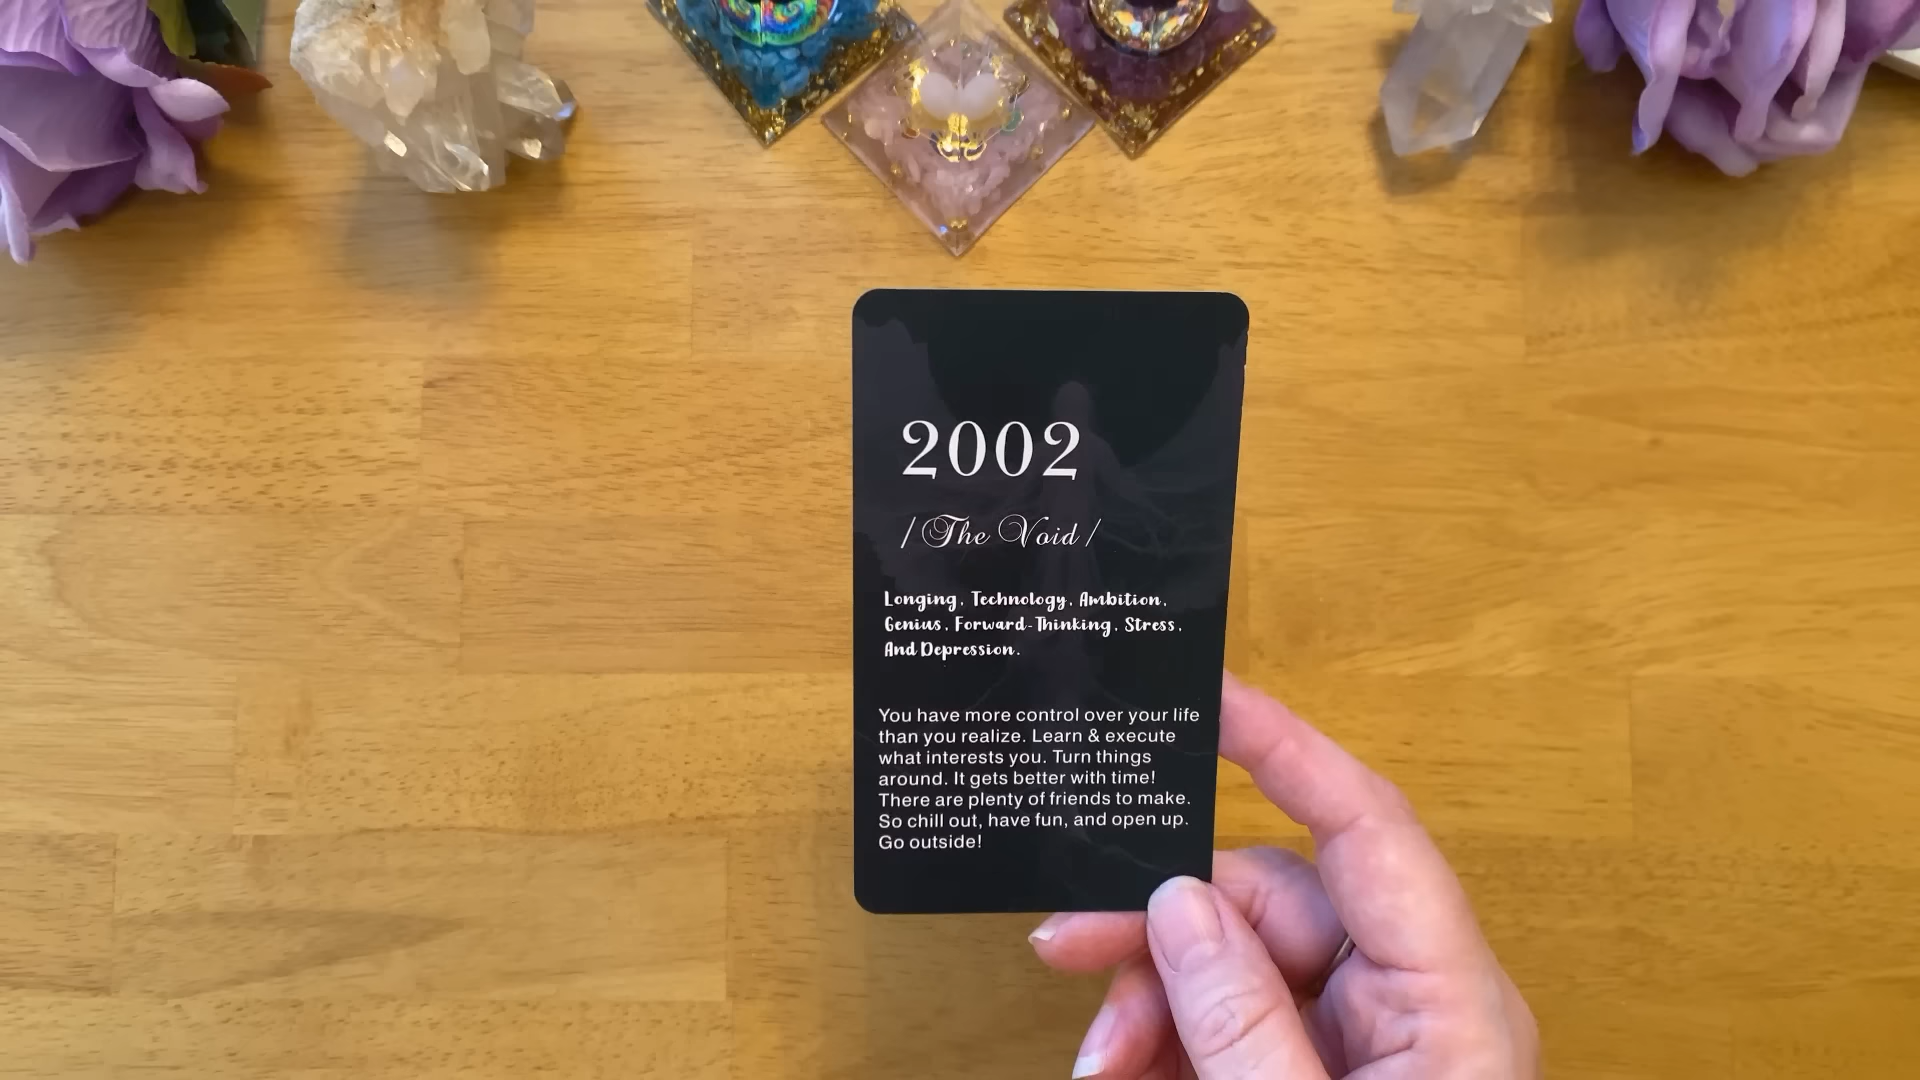 2002
/ The Void /
Longing, Technology, Ambition,
Genius, Forward-Thinking, Stress,
And Depression.
You have more control over your life
than you realize. Learn & execute
what interests you. Turn things
around. It gets better with time!
There are plenty of friends to make.
So chill out, have fun, and open up.
Go outside!